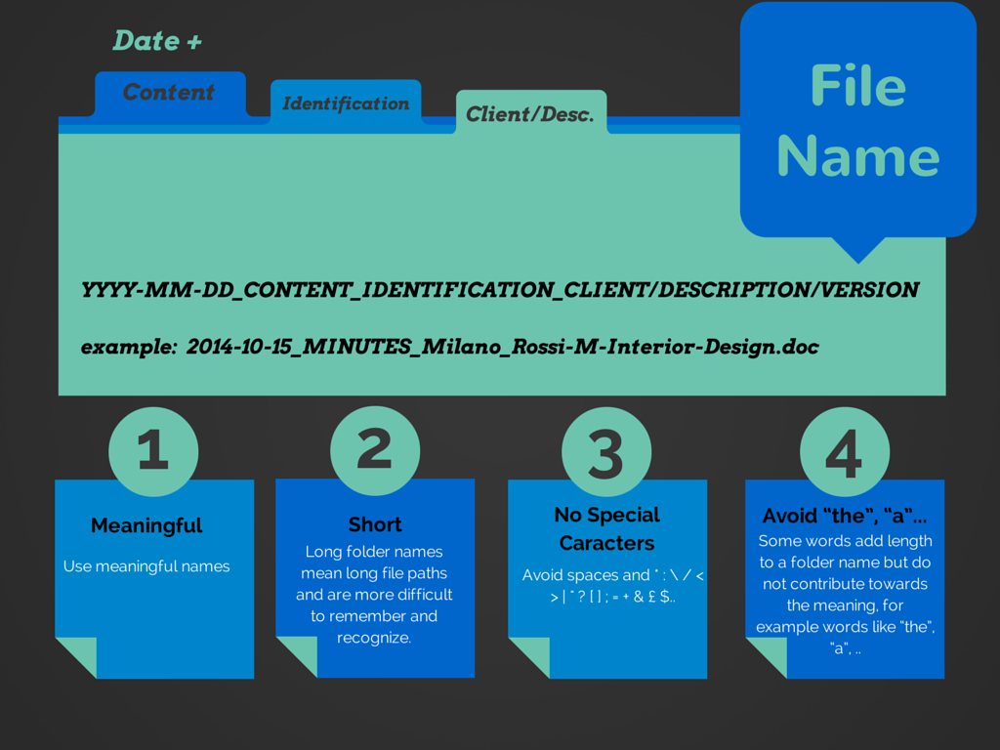 Date +
Content
Identification
Client/Desc.
File
Name
YYYY-MM-DD_CONTENT_IDENTIFICATION_CLIENT/DESCRIPTION/VERSION
example: 2014-10-15_MINUTES_Milano_Rossi-M-Interior-Design.doc
1
Meaningful
Use meaningful names
2
Short
Long folder names
mean long file paths
and are more difficult
to remember and
recognize.
3
No Special
Caracters
Avoid spaces and * : \ / <
> | " ? [ ] ; = + & £ $..
4
Avoid “the”, “a”...
Some words add length
to a folder name but do
not contribute towards
the meaning, for
example words like "the",
"a", ..